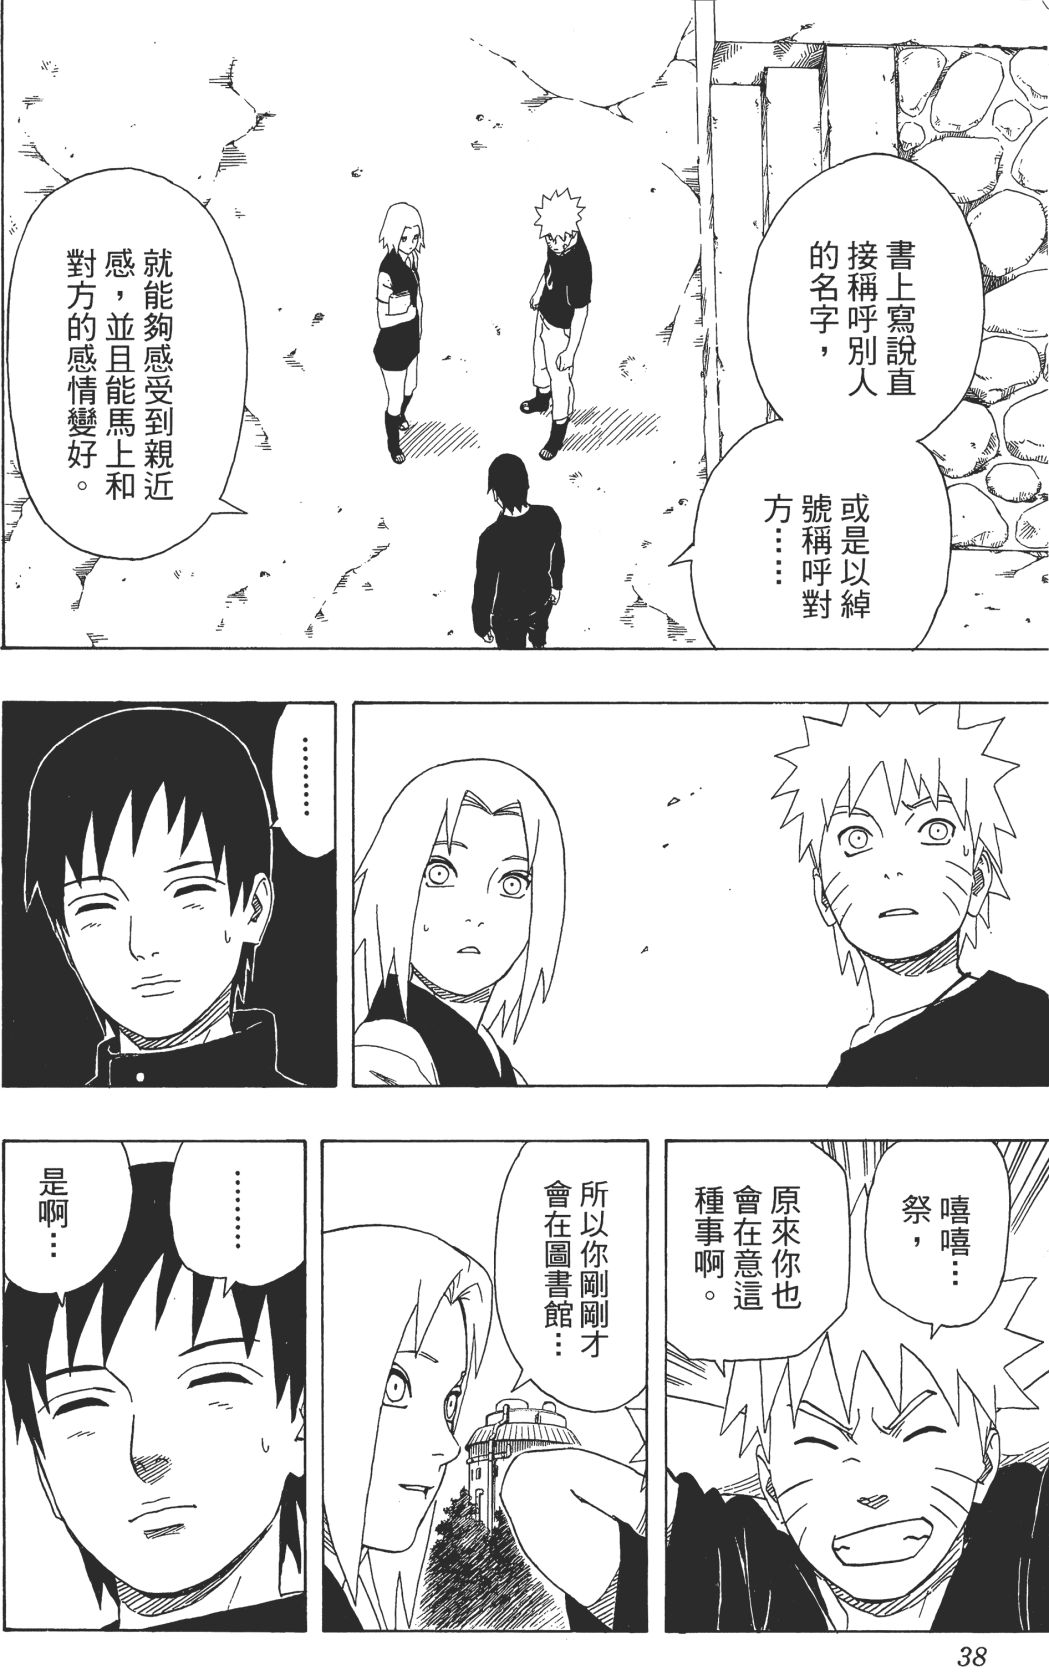 書上寫說直
接稱呼別人
的名字，
或是以綽
號稱呼對
方⋯⋯
就能夠感受到親近
感，並且能馬上和
對方的感情變好。
⋯⋯⋯
嘻嘻⋯
祭，
原來你也
會在意這
種事啊。
所以你剛剛才
會在圖書館⋯
⋯⋯⋯
是啊⋯
38